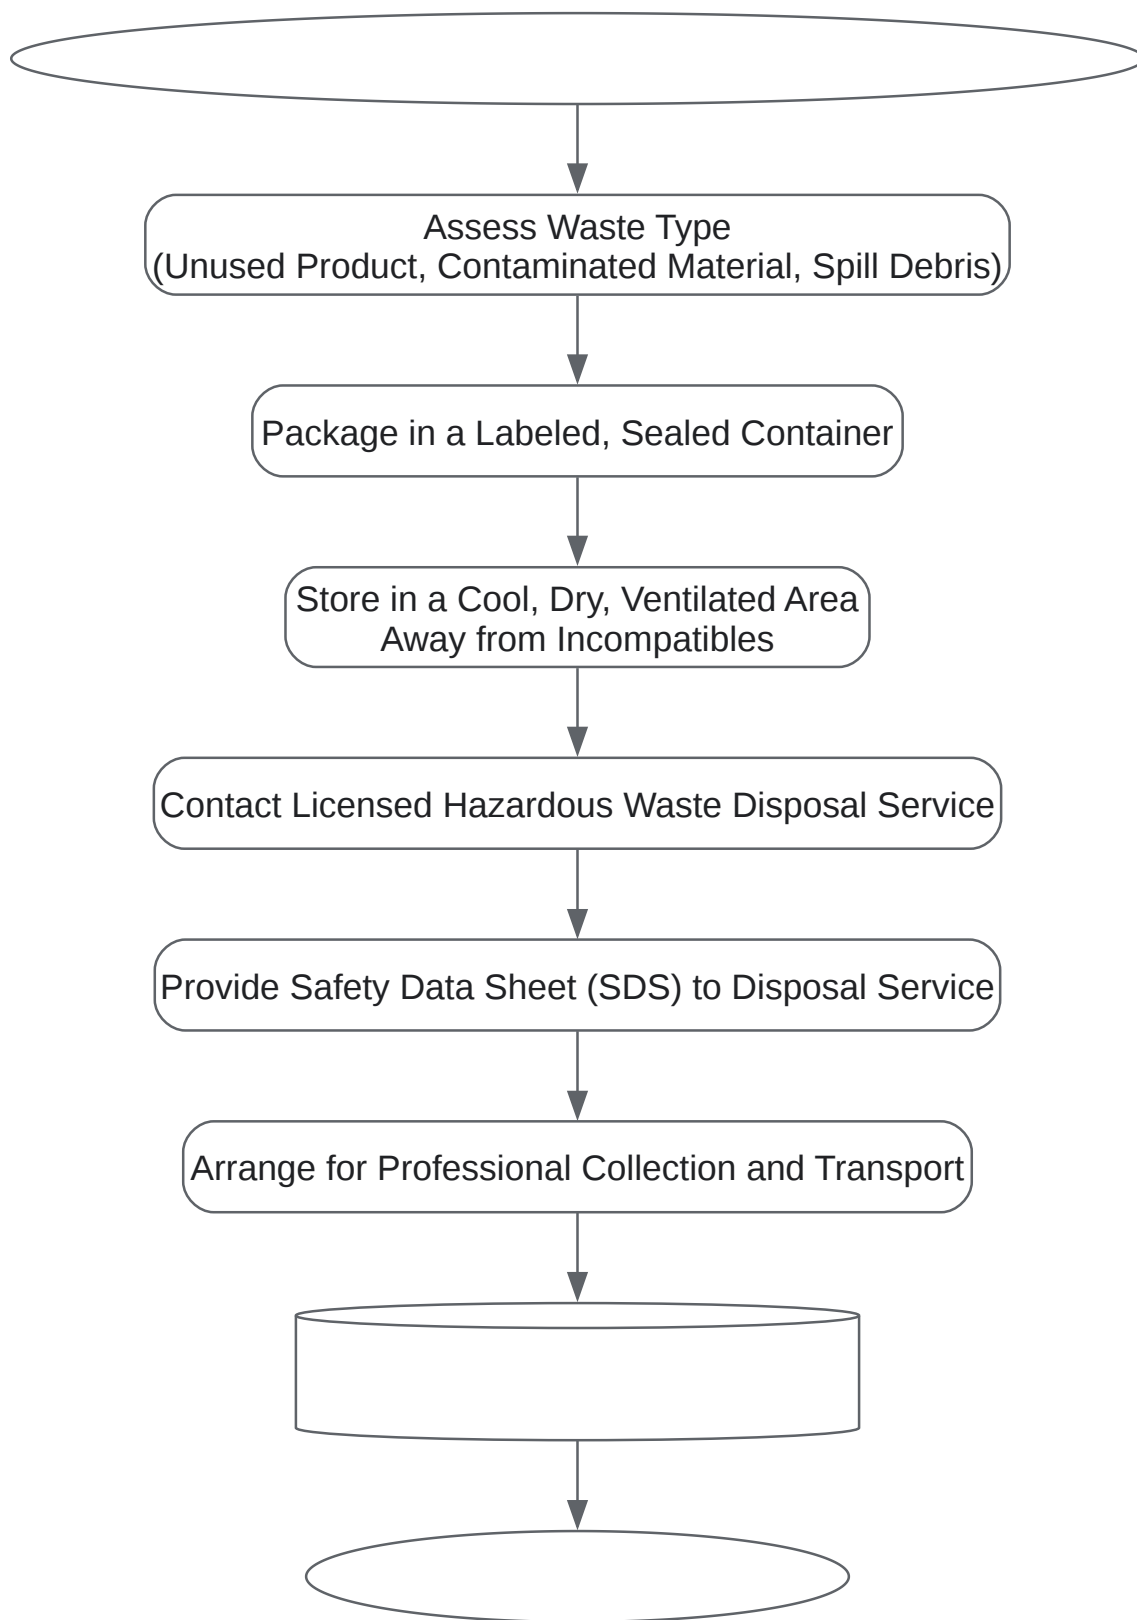 Assess Waste Type
(Unused Product, Contaminated Material, Spill Debris)
Package in a Labeled, Sealed Container
Store in a Cool, Dry, Ventilated Area
Away from Incompatibles
Contact Licensed Hazardous Waste Disposal Service
Provide Safety Data Sheet (SDS) to Disposal Service
Arrange for Professional Collection and Transport